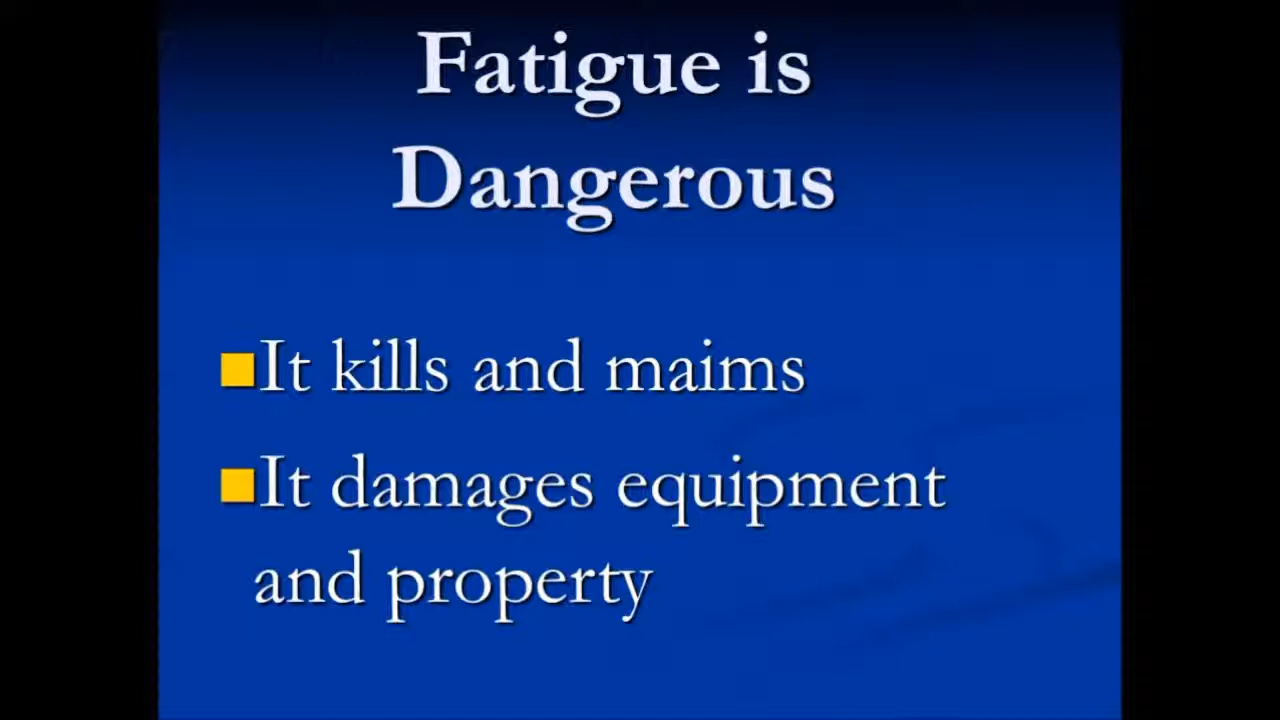 Fatigue is
Dangerous
It kills and maims
It damages equipment
and property